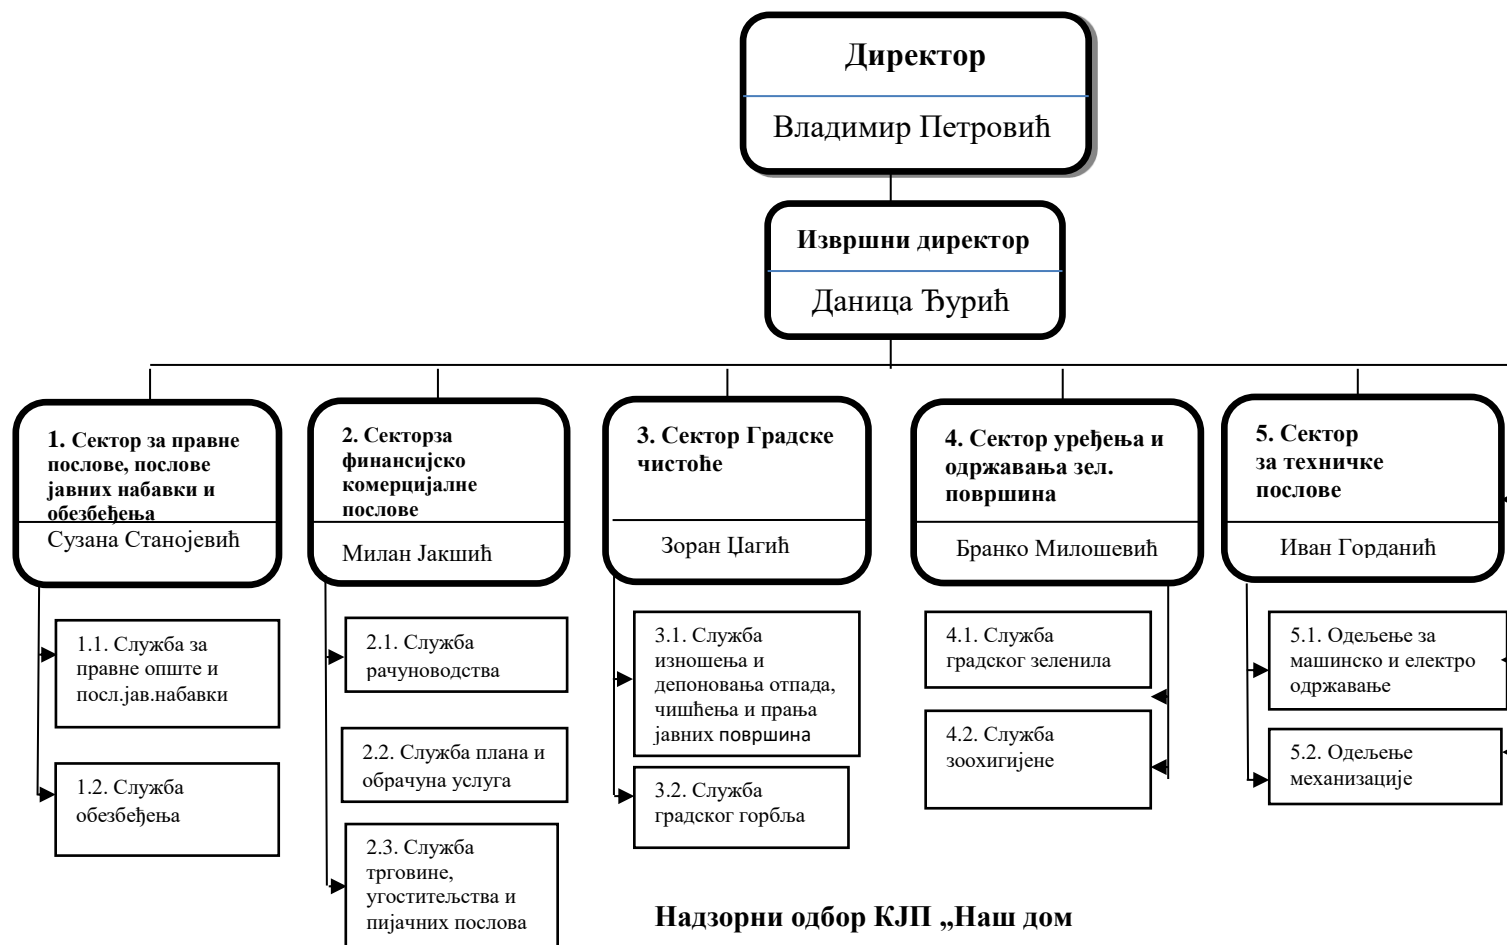 Директор
Владимир Петровић
Извршни директор
Даница Ђурић
1. Сектор за правне
послове, послове
јавних набавки и
обезбеђења
Сузана Станојевић
2. Секторза
финансијско
комерцијалне
послове
Милан Јакшић
3. Сектор Градске
чистоће
Зоран Џагић
4. Сектор уређења и
одржавања зел.
површина
Бранко Милошевић
5. Сектор
за техничке
послове
Иван Горданић
1.1. Служба за
правне опште и
посл.јав.набавки
1.2. Служба
обезбеђења
2.1. Служба
рачуноводства
2.2. Служба плана и
обрачуна услуга
2.3. Служба
трговине,
угоститељства и
пијачних послова
3.1. Служба
изношења и
депоновања отпада,
чишћења и прања
јавних површина
3.2. Служба
градског горбља
4.1. Служба
градског зеленила
4.2. Служба
зоохигијене
5.1. Одељење за
машинско и електро
одржавање
5.2. Одељење
механизације
Надзорни одбор КЈП „Наш дом